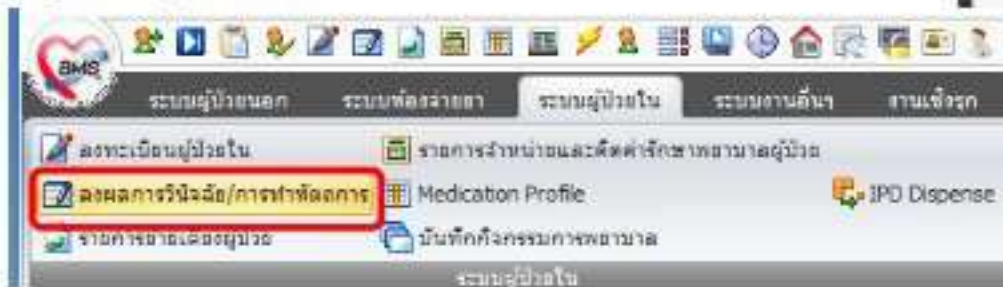 BMS
ระบบผู้ป่วยนอก ระบบห้องจ่ายยา ระบบผู้ป่วยใน ระบบงานอื่นๆ งานเชิงรุก
ลงทะเบียนผู้ป่วยใน รายการจำหน่ายและคิดค่ารักษาพยาบาลผู้ป่วย
ลงผลการวินิจฉัย/การทำหัตถการ Medication Profile IPD Dispense
รายการย้ายเตียงผู้ป่วย บันทึกกิจกรรมการพยาบาล
ระบบผู้ป่วยใน